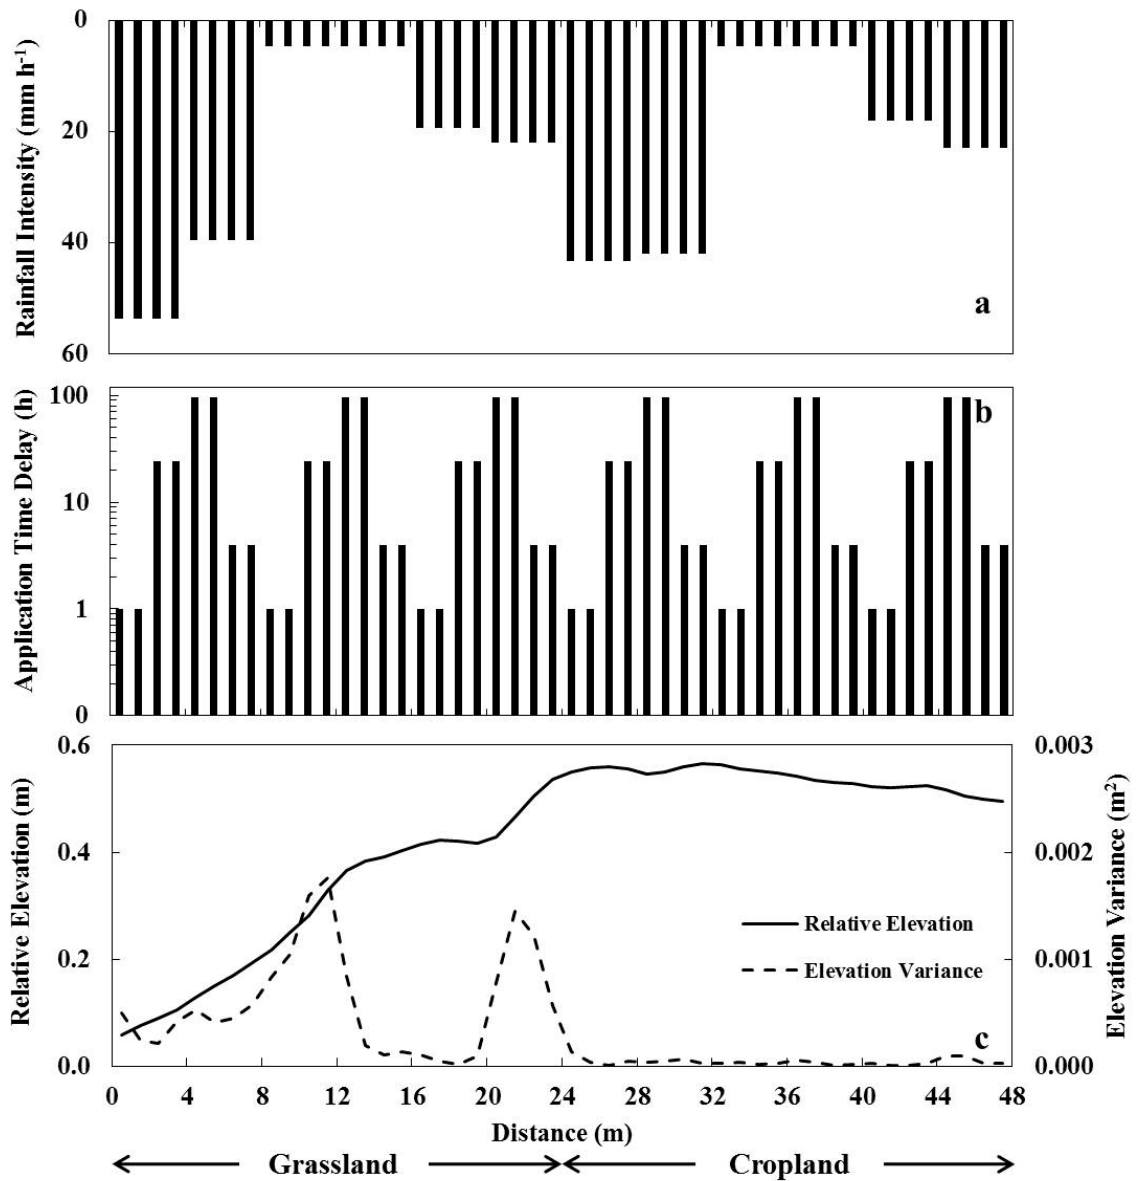 Rainfall Intensity (mm h-1)
0
20
40
60
a
Application Time Delay (h)
100
10
1
0
b
Relative Elevation (m)
0.6
0.4
0.2
0.0
Relative Elevation
Elevation Variance
c
0.003
0.002
0.001
0.000
Elevation Variance (m2)
0 4 8 12 16 20 24 28 32 36 40 44 48
Distance (m)
Grassland Cropland